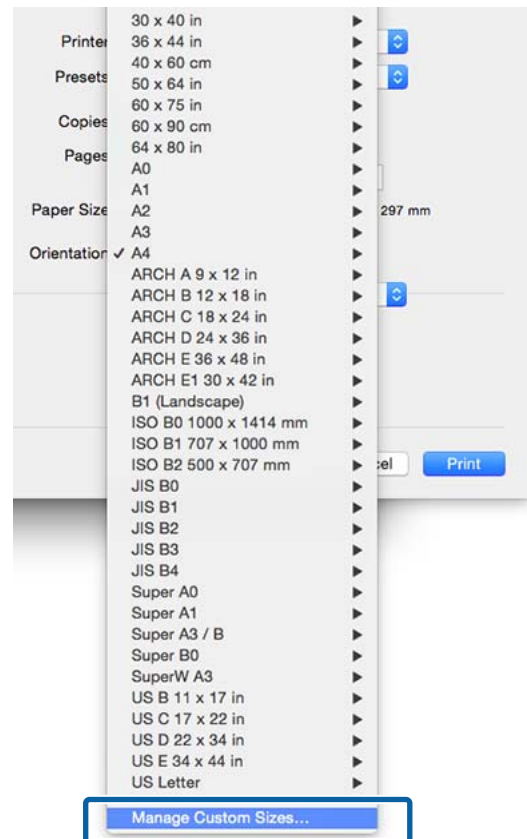 30 x 40 in
Printer 36 x 44 in
40 x 60 cm
Presets 50 x 64 in
60 x 75 in
Copies 60 x 90 cm
64 x 80 in
Pages A0
A1
Paper Size A2 297 mm
A3
Orientation ✓ A4
ARCH A 9 x 12 in
ARCH B 12 x 18 in
ARCH C 18 x 24 in
ARCH D 24 x 36 in
ARCH E 36 x 48 in
ARCH E1 30 x 42 in
B1 (Landscape)
ISO B0 1000 x 1414 mm
ISO B1 707 x 1000 mm
ISO B2 500 x 707 mm cel Print
JIS B0
JIS B1
JIS B2
JIS B3
JIS B4
Super A0
Super A1
Super A3 / B
Super B0
SuperW A3
US B 11 x 17 in
US C 17 x 22 in
US D 22 x 34 in
US E 34 x 44 in
US Letter
Manage Custom Sizes...